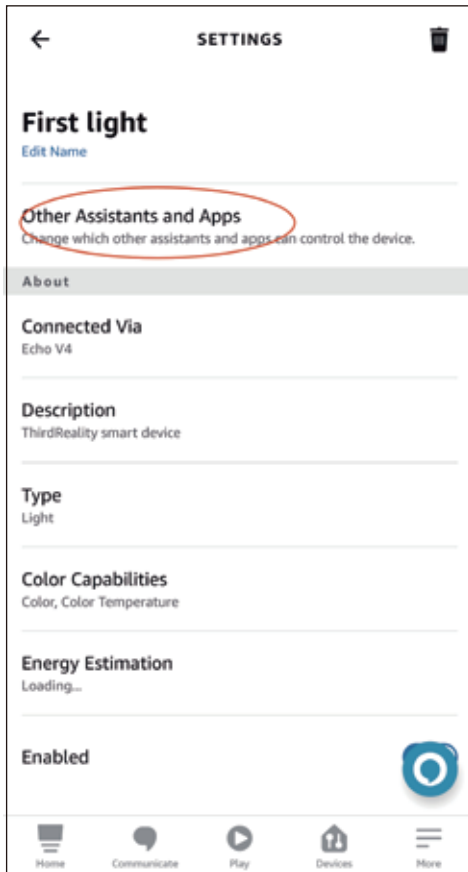 SETTINGS
First light
Edit Name
Other Assistants and Apps
Change which other assistants and apps can control the device.
About
Connected Via
Echo V4
Description
ThirdReality smart device
Type
Light
Color Capabilities
Color, Color Temperature
Energy Estimation
Loading...
Enabled
Home Communicate Play Devices More